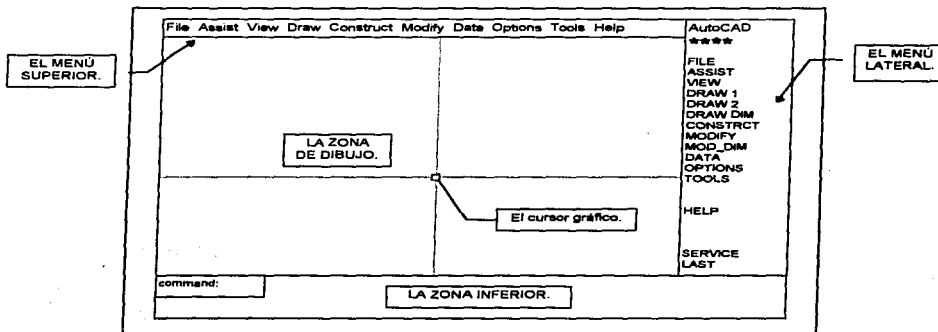 File Assist View Draw Construct Modify Data Options Tools Help
AutoCAD
****
EL MENÚ
SUPERIOR.
EL MENÚ
LATERAL.
FILE
ASSIST
VIEW
DRAW 1
DRAW 2
DRAW DIM
CONSTRCT
MODIFY
MOD_DIM
DATA
OPTIONS
TOOLS
HELP
SERVICE
LAST
LA ZONA
DE DIBUJO.
El cursor gráfico.
command:
LA ZONA INFERIOR.